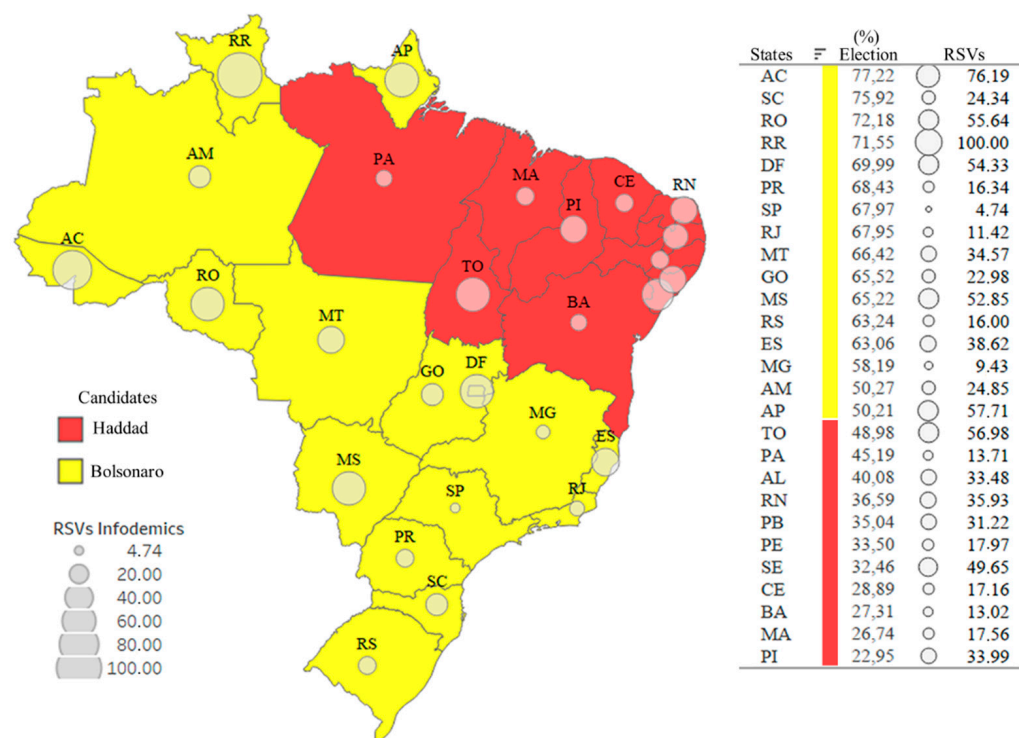 RR
AP
AM
PA
MA
CE
RN
PI
AC
RO
TO
BA
MT
GO
DF
MG
ES
MS
SP
RJ
PR
SC
RS
Candidates
Haddad
Bolsonaro
RSVs Infodemics
4.74
20.00
40.00
60.00
80.00
100.00
(%)
States Election RSVs
AC 77,22 76.19
SC 75,92 24.34
RO 72,18 55.64
RR 71,55 100.00
DF 69,99 54.33
PR 68,43 16.34
SP 67,97 4.74
RJ 67,95 11.42
MT 66,42 34.57
GO 65,52 22.98
MS 65,22 52.85
RS 63,24 16.00
ES 63,06 38.62
MG 58,19 9.43
AM 50,27 24.85
AP 50,21 57.71
TO 48,98 56.98
PA 45,19 13.71
AL 40,08 33.48
RN 36,59 35.93
PB 35,04 31.22
PE 33,50 17.97
SE 32,46 49.65
CE 28,89 17.16
BA 27,31 13.02
MA 26,74 17.56
PI 22,95 33.99